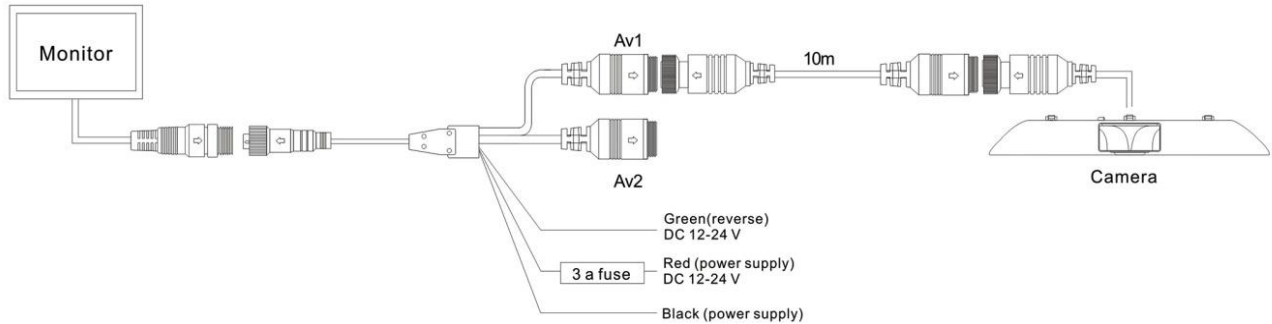 Monitor
Av1
10m
Av2
Camera
Green(reverse)
DC 12-24 V
3 a fuse
Red (power supply)
DC 12-24 V
Black (power supply)